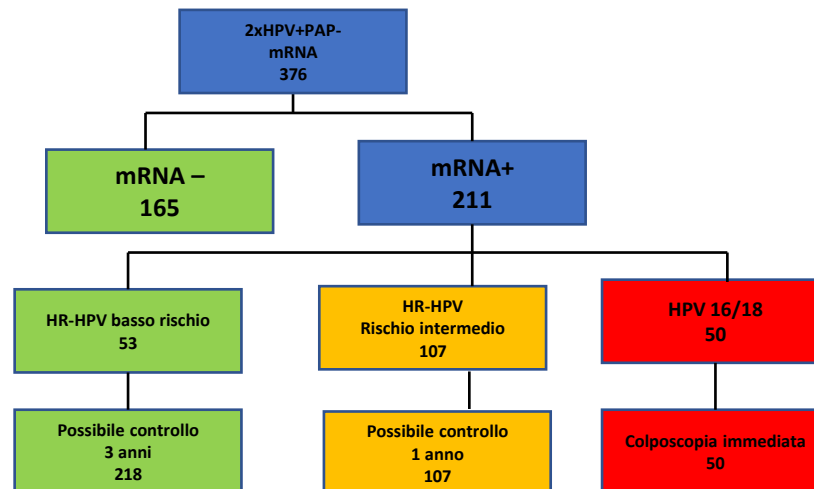 2xHPV+PAP-
mRNA
376
mRNA –
165
mRNA+
211
HR-HPV basso rischio
53
HR-HPV
Rischio intermedio
107
HPV 16/18
50
Possibile controllo
3 anni
218
Possibile controllo
1 anno
107
Colposcopia immediata
50